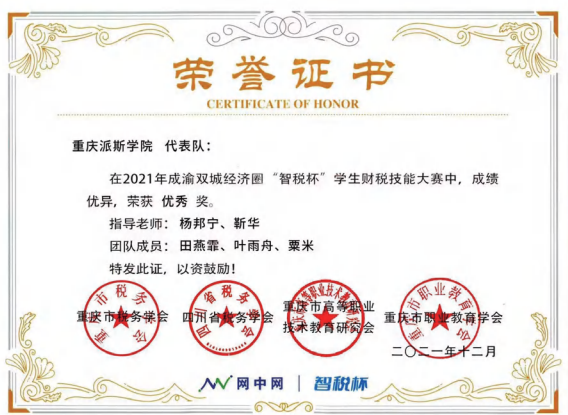 荣誉证书
CERTIFICATE OF HONOR
重庆派斯学院 代表队：
在2021年成渝双城经济圈“智税杯”学生财税技能大赛中，成绩
优异，荣获 优秀 奖。
指导老师： 杨邦宁、靳华
团队成员： 田燕霏、叶雨舟、粟米
特发此证，以资鼓励！
重庆市税务学会 四川省税务学会 重庆市高等职业技术教育研究会 重庆市职业教育学会
二〇二一年十二月
网中网 | 智税杯